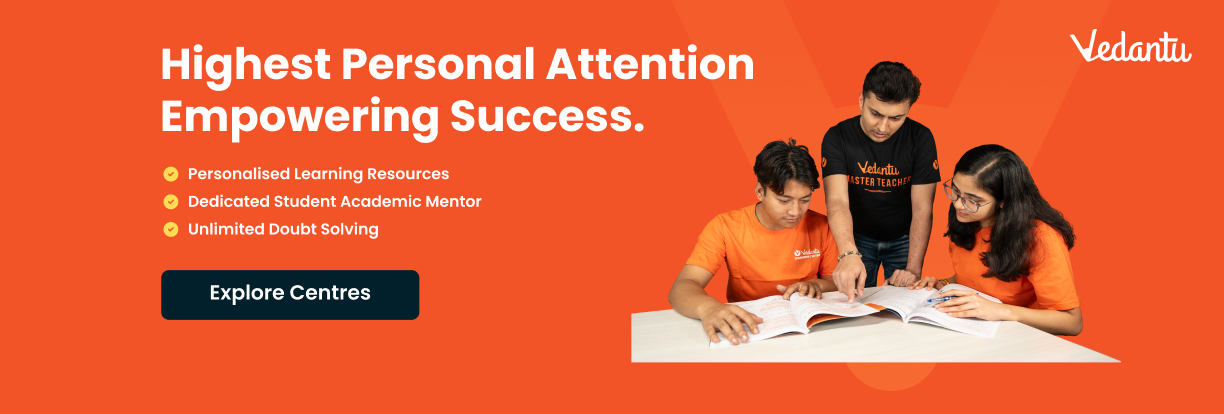 Highest Personal Attention
Empowering Success.
Personalised Learning Resources
Dedicated Student Academic Mentor
Unlimited Doubt Solving
Explore Centres
Vedantu
Vedantu
MASTER TEACHER
Vedantu